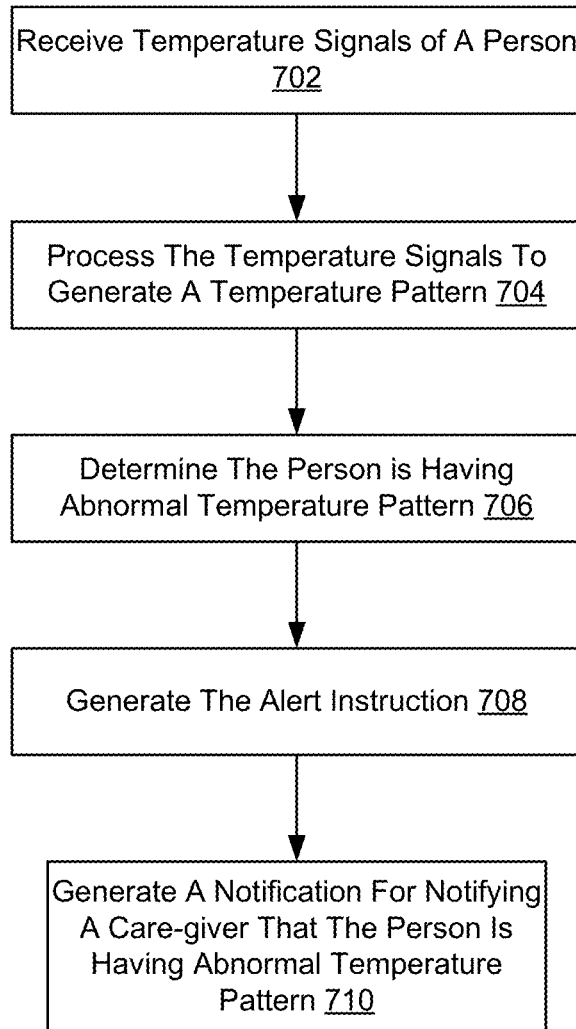 Receive Temperature Signals of A Person
702
Process The Temperature Signals To
Generate A Temperature Pattern 704
Determine The Person is Having
Abnormal Temperature Pattern 706
Generate The Alert Instruction 708
Generate A Notification For Notifying
A Care-giver That The Person Is
Having Abnormal Temperature
Pattern 710